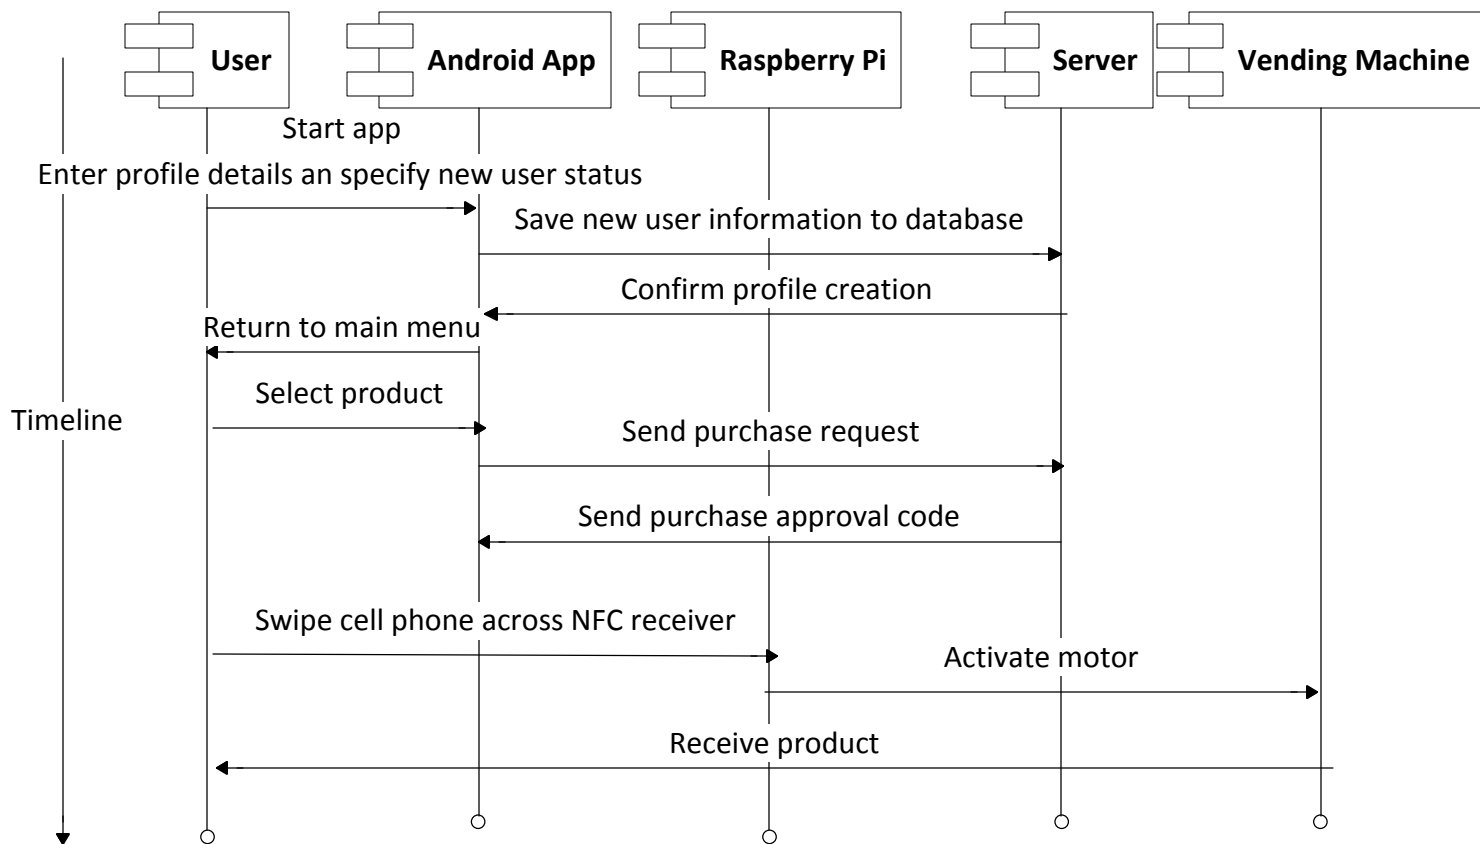 User
Android App
Raspberry Pi
Server
Vending Machine
Start app
Enter profile details an specify new user status
Save new user information to database
Confirm profile creation
Return to main menu
Select product
Timeline
Send purchase request
Send purchase approval code
Swipe cell phone across NFC receiver
Activate motor
Receive product